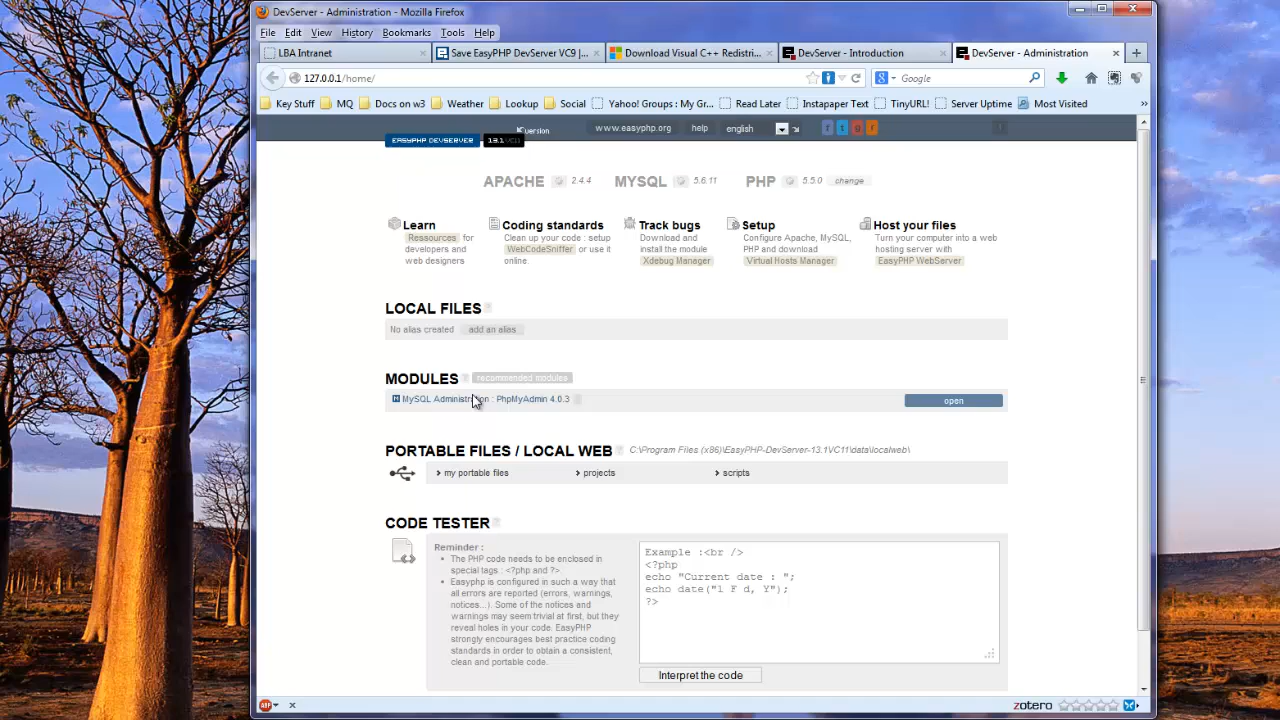 DevServer - Administration - Mozilla Firefox
File Edit View History Bookmarks Tools Help
LBA Intranet
Save EasyPHP DevServer VC9 |...
Download Visual C++ Redistri...
DevServer - Introduction
DevServer - Administration
127.0.0.1/home/
Google
Key Stuff MQ Docs on w3 Weather Lookup Social Yahoo! Groups : My Gr... Read Later Instapaper Text TinyURL! Server Uptime Most Visited
version www.easyphp.org help english
EASYPHP DEVSERVER 13.1
APACHE 2.4.4 MYSQL 5.6.11 PHP 5.5.0 change
Learn
Ressources for
developers and
web designers
Coding standards
Clean up your code : setup
WebCodeSniffer or use it
online.
Track bugs
Download and
install the module
Xdebug Manager
Setup
Configure Apache, MySQL,
PHP and download
Virtual Hosts Manager
Host your files
Turn your computer into a web
hosting server with
EasyPHP WebServer
LOCAL FILES
No alias created add an alias
MODULES recommended modules
MySQL Administration : PhpMyAdmin 4.0.3 open
PORTABLE FILES / LOCAL WEB C:\Program Files (x86)\EasyPHP-DevServer-13.1VC11\data\localweb\
my portable files projects scripts
CODE TESTER
Reminder :
The PHP code needs to be enclosed in
special tags : <?php and ?>.
Easyphp is configured in such a way that
all errors are reported (errors, warnings,
notices...). Some of the notices and
warnings may seem trivial at first, but they
reveal holes in your code. EasyPHP
strongly encourages best practice coding
standards in order to obtain a consistent,
clean and portable code.
Example :<br />
<?php
echo "Current date : ";
echo date("l F d, Y");
?>
Interpret the code
ABP
zotero